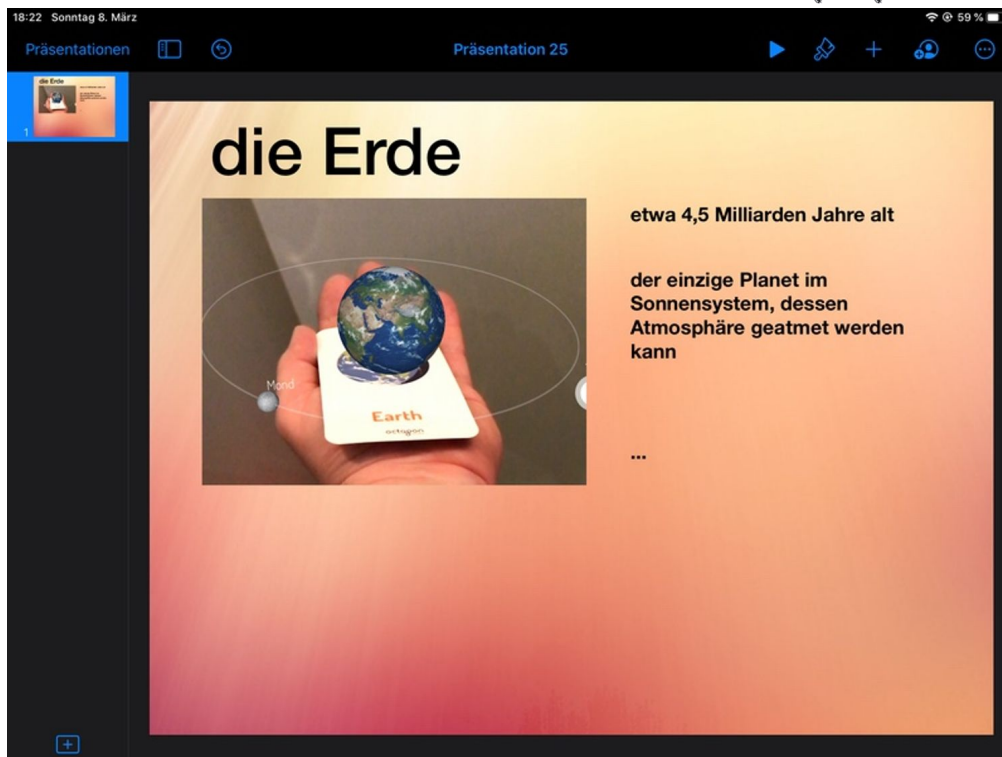 18:22 Sonntag 8. März
59 %
Präsentationen
Präsentation 25
die Erde
1
die Erde
etwa 4,5 Milliarden Jahre alt
der einzige Planet im
Sonnensystem, dessen
Atmosphäre geatmet werden
kann
...
Mond
Earth
octagon